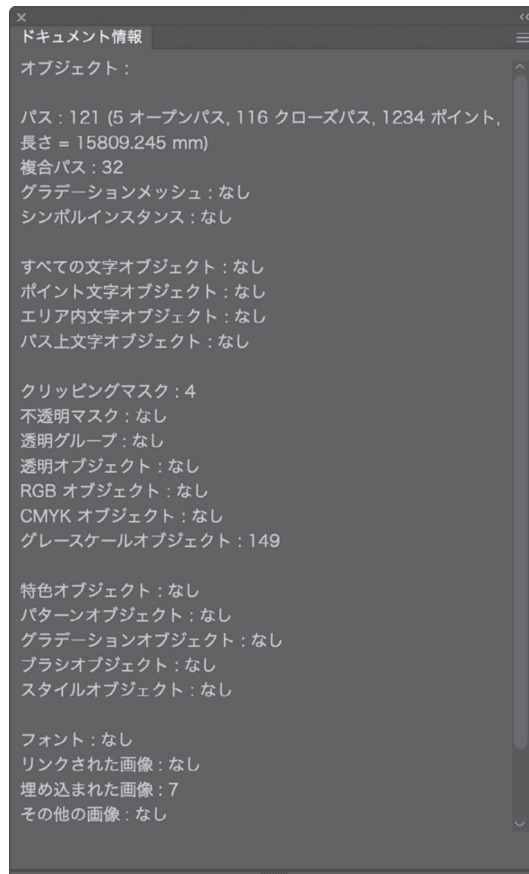 ドキュメント情報
オブジェクト :
パス : 121 (5 オープンパス, 116 クローズパス, 1234 ポイント,
長さ = 15809.245 mm)
複合パス : 32
グラデーションメッシュ : なし
シンボルインスタンス : なし
すべての文字オブジェクト : なし
ポイント文字オブジェクト : なし
エリア内文字オブジェクト : なし
パス上文字オブジェクト : なし
クリッピングマスク : 4
不透明マスク : なし
透明グループ : なし
透明オブジェクト : なし
RGB オブジェクト : なし
CMYK オブジェクト : なし
グレースケールオブジェクト : 149
特色オブジェクト : なし
パターンオブジェクト : なし
グラデーションオブジェクト : なし
ブラシオブジェクト : なし
スタイルオブジェクト : なし
フォント : なし
リンクされた画像 : なし
埋め込まれた画像 : 7
その他の画像 : なし